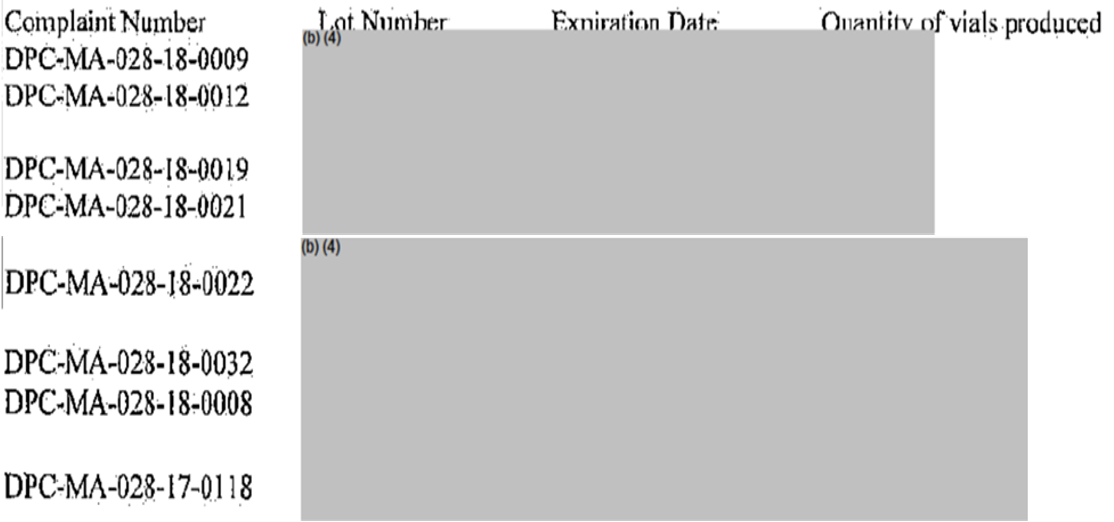 Complaint Number Lot Number Expiration Date Quantity of vials produced
(b) (4)
DPC-MA-028-18-0009
DPC-MA-028-18-0012
DPC-MA-028-18-0019
DPC-MA-028-18-0021
(b) (4)
DPC-MA-028-18-0022
DPC-MA-028-18-0032
DPC-MA-028-18-0008
DPC-MA-028-17-0118